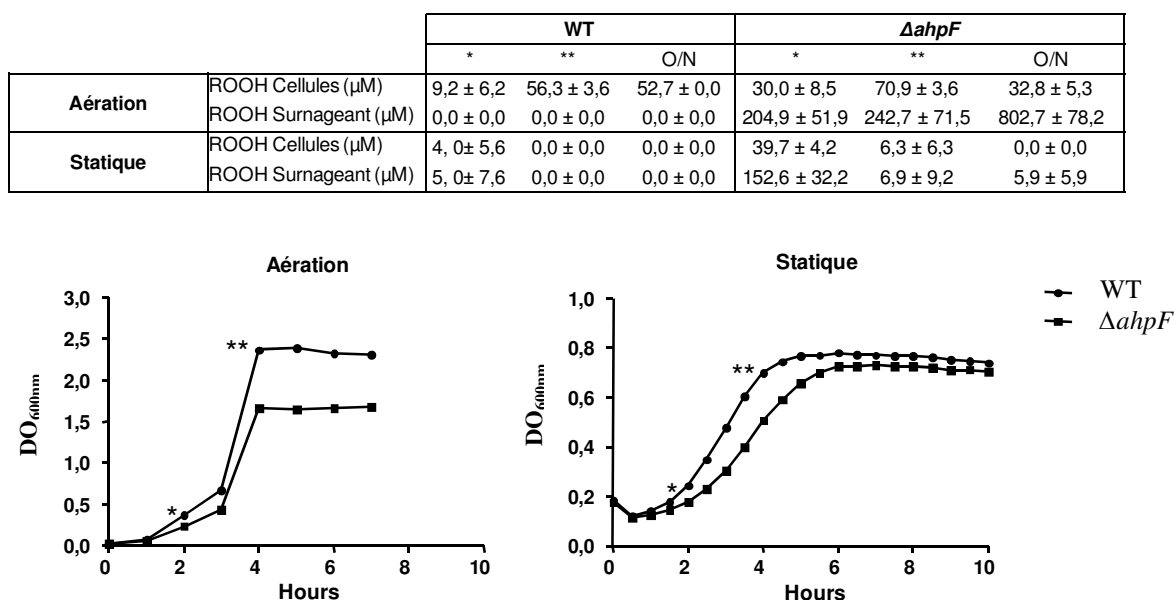 WT ΔahpF
* ** O/N * ** O/N
Aération ROOH Cellules (µM) 9,2 ± 6,2 56,3 ± 3,6 52,7 ± 0,0 30,0 ± 8,5 70,9 ± 3,6 32,8 ± 5,3
ROOH Surnageant (µM) 0,0 ± 0,0 0,0 ± 0,0 0,0 ± 0,0 204,9 ± 51,9 242,7 ± 71,5 802,7 ± 78,2
Statique ROOH Cellules (µM) 4, 0± 5,6 0,0 ± 0,0 0,0 ± 0,0 39,7 ± 4,2 6,3 ± 6,3 0,0 ± 0,0
ROOH Surnageant (µM) 5, 0± 7,6 0,0 ± 0,0 0,0 ± 0,0 152,6 ± 32,2 6,9 ± 9,2 5,9 ± 5,9
Aération
DO600nm
3,0
2,5
2,0
1,5
1,0
0,5
0,0
**
*
0 2 4 6 8 10
Hours
Statique
DO600nm
1,0
0,8
0,6
0,4
0,2
0,0
**
*
0 2 4 6 8 10
Hours
WT
ΔahpF